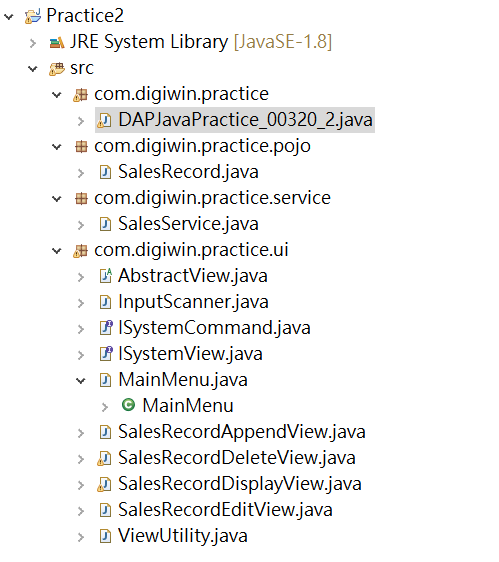 Practice2
JRE System Library [JavaSE-1.8]
src
com.digiwin.practice
DAPJavaPractice_00320_2.java
com.digiwin.practice.pojo
SalesRecord.java
com.digiwin.practice.service
SalesService.java
com.digiwin.practice.ui
AbstractView.java
InputScanner.java
ISystemCommand.java
ISystemView.java
MainMenu.java
MainMenu
SalesRecordAppendView.java
SalesRecordDeleteView.java
SalesRecordDisplayView.java
SalesRecordEditView.java
ViewUtility.java